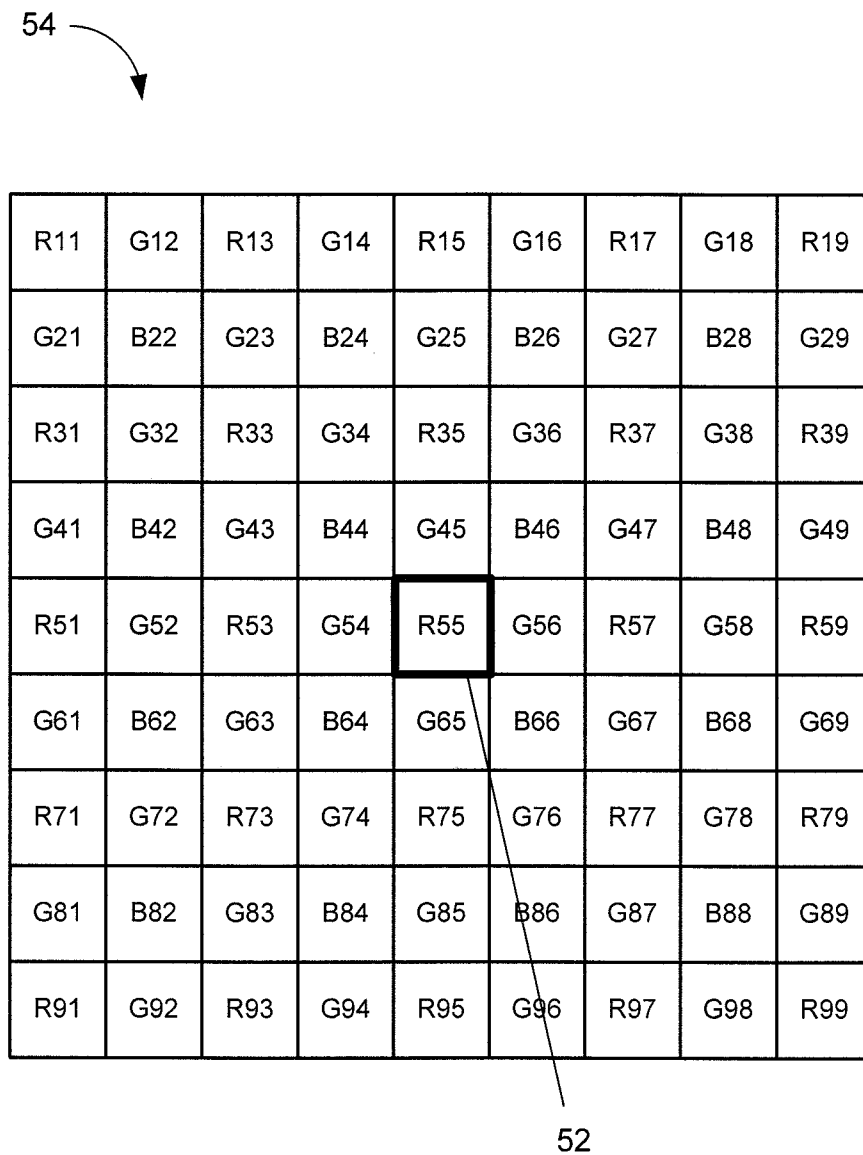 54
R11 G12 R13 G14 R15 G16 R17 G18 R19
G21 B22 G23 B24 G25 B26 G27 B28 G29
R31 G32 R33 G34 R35 G36 R37 G38 R39
G41 B42 G43 B44 G45 B46 G47 B48 G49
R51 G52 R53 G54 R55 G56 R57 G58 R59
G61 B62 G63 B64 G65 B66 G67 B68 G69
R71 G72 R73 G74 R75 G76 R77 G78 R79
G81 B82 G83 B84 G85 B86 G87 B88 G89
R91 G92 R93 G94 R95 G96 R97 G98 R99
52